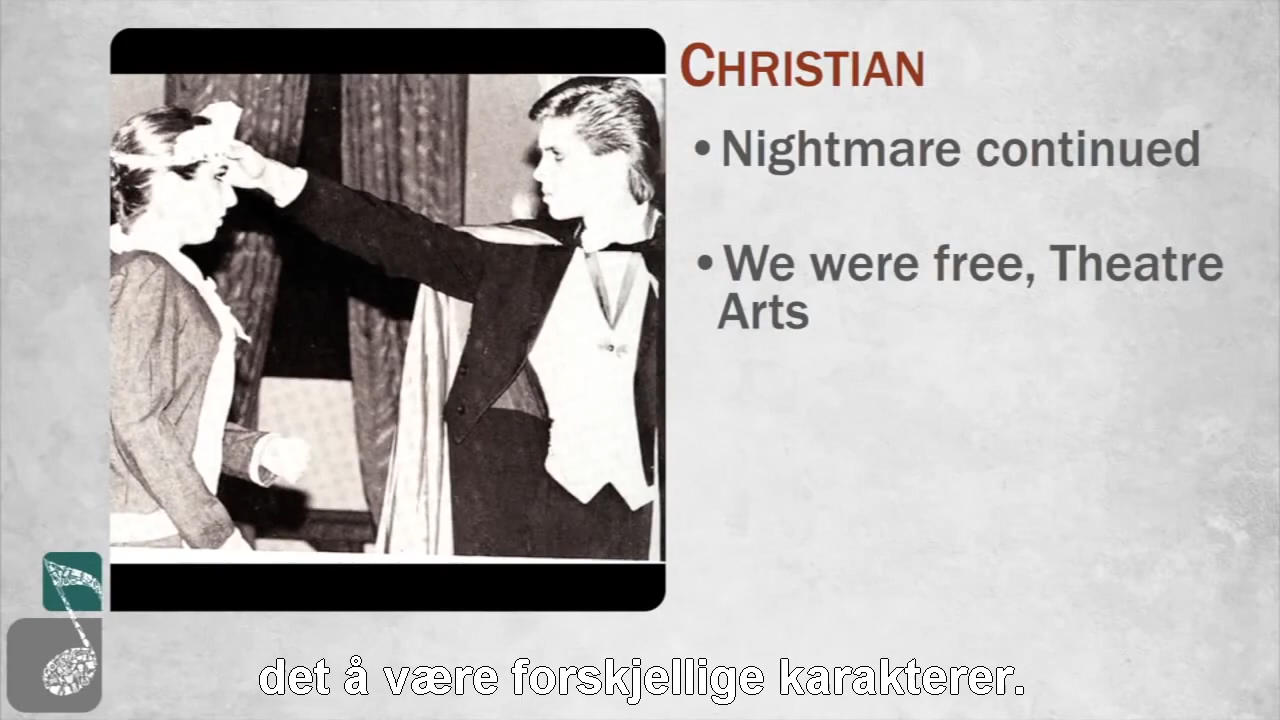 CHRISTIAN
• Nightmare continued
• We were free, Theatre
Arts
det å være forskjellige karakterer.